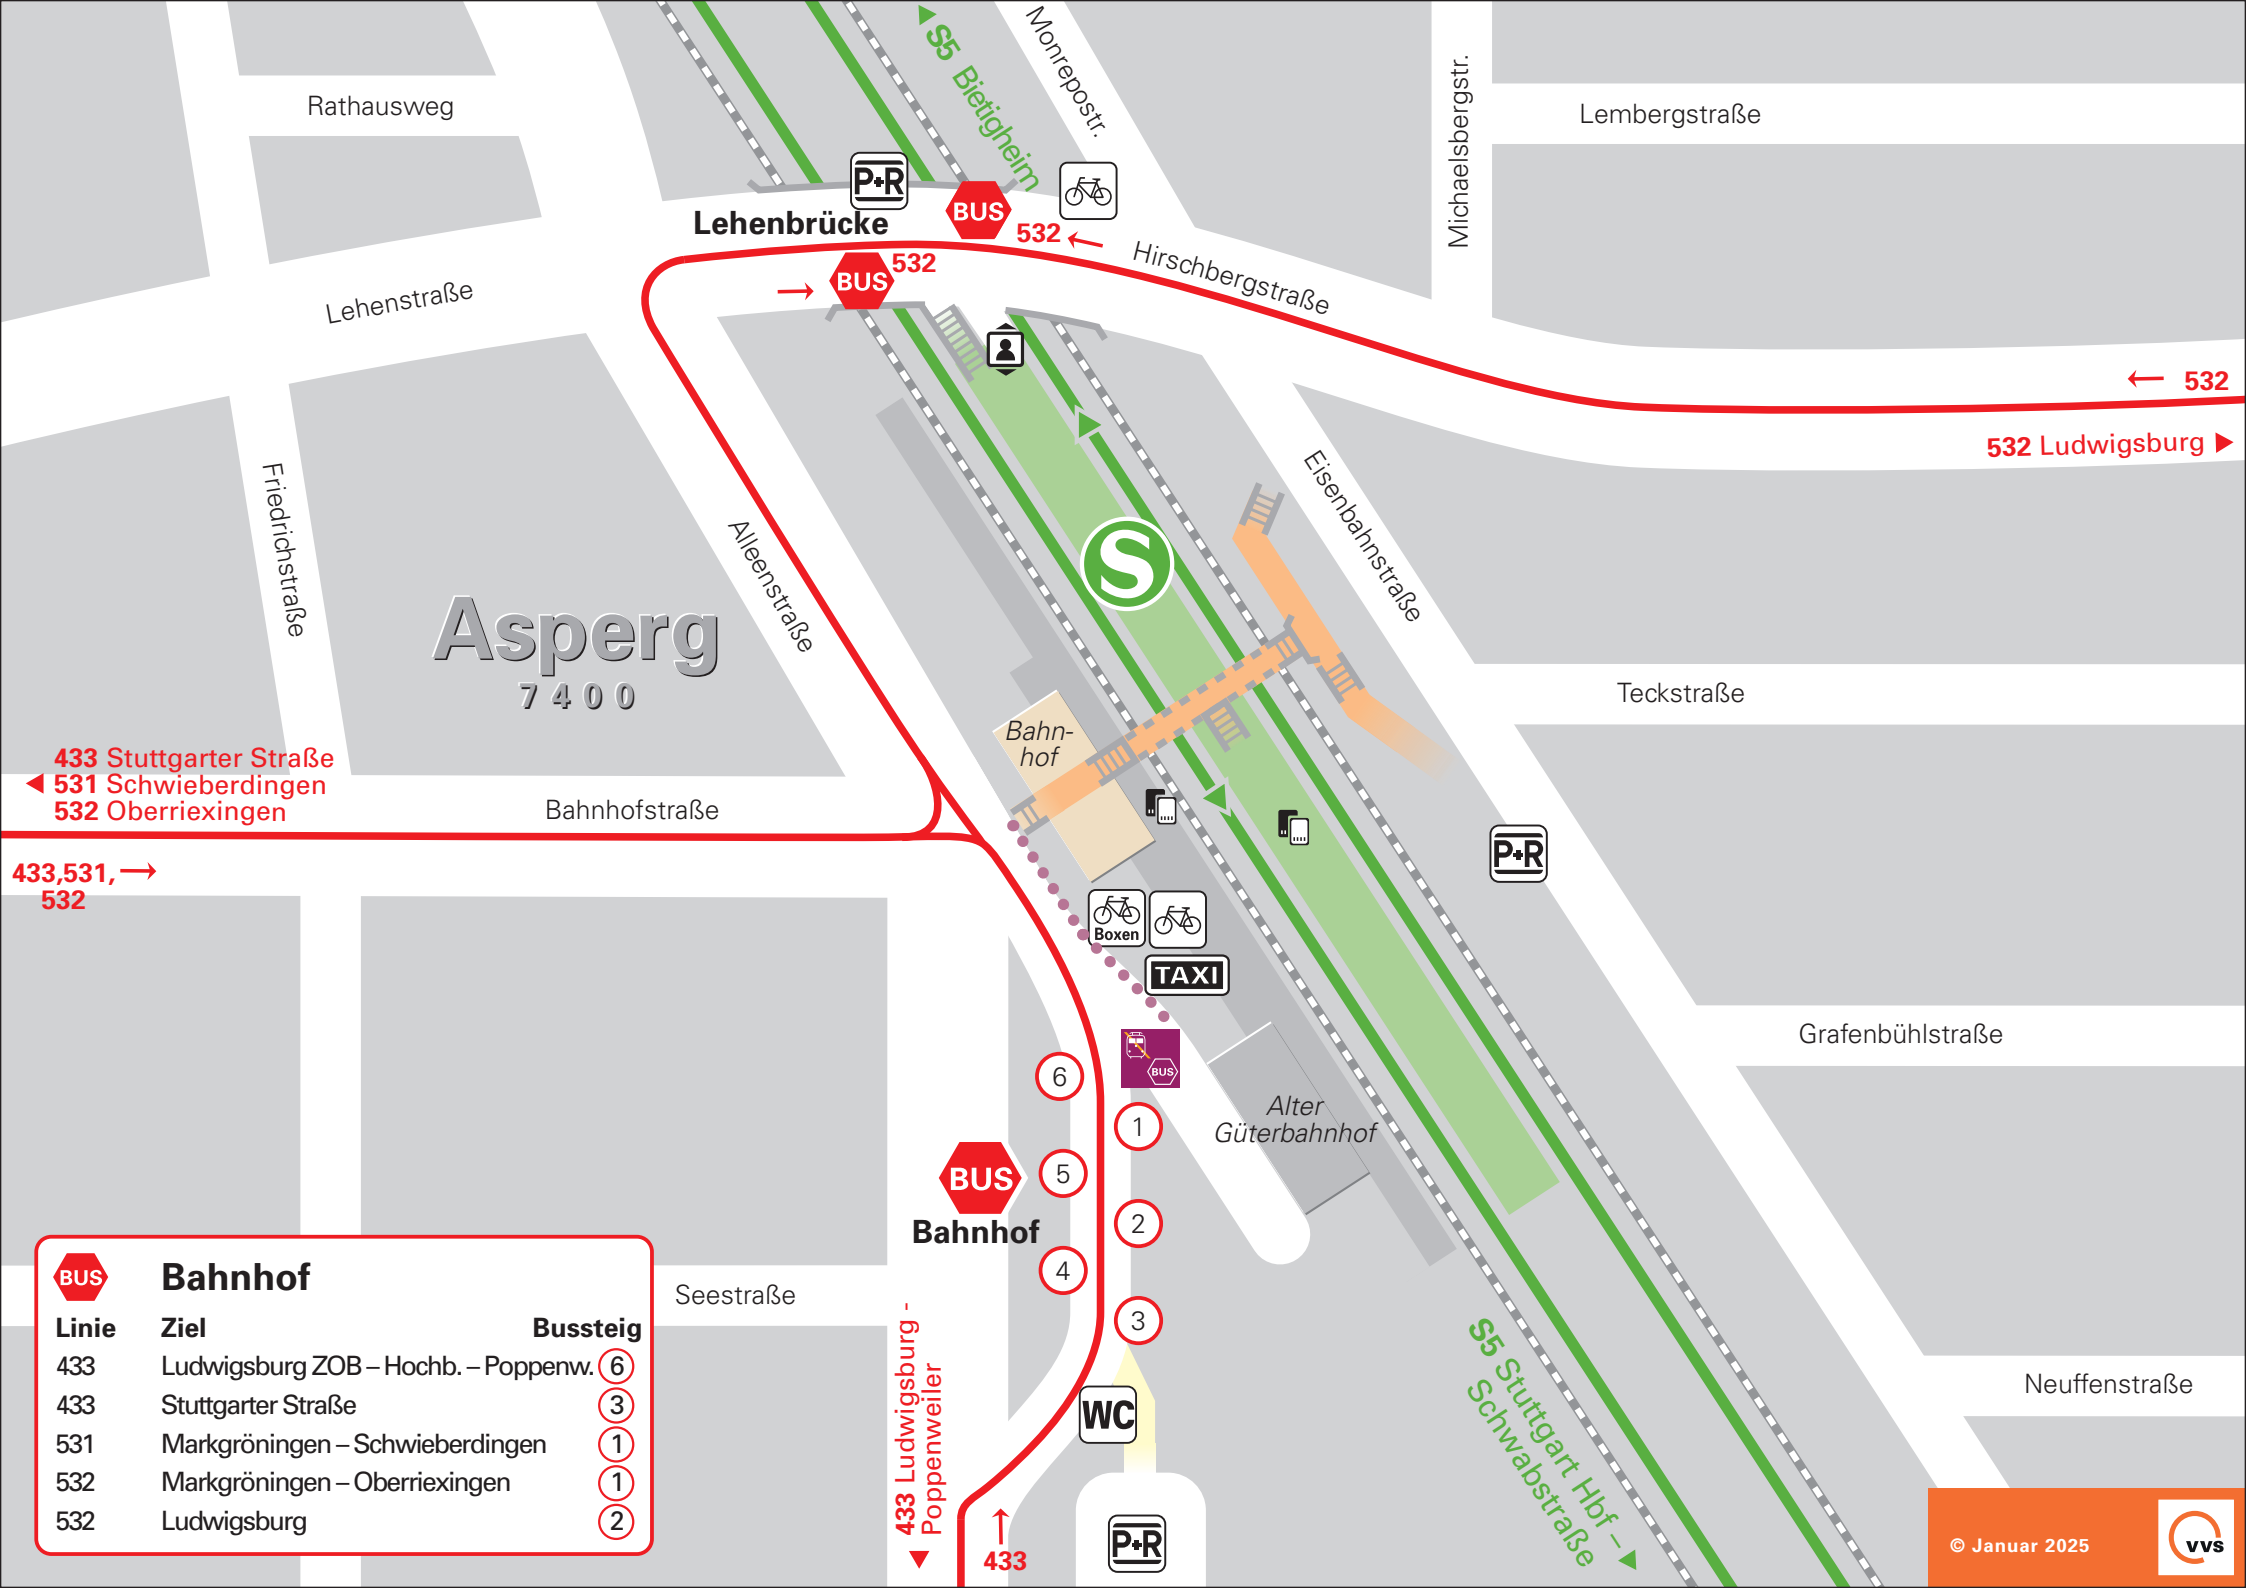 S5 Bietigheim
Monrepostr.
Michaelsbergstr.
Rathausweg
Lembergstraße
P+R
Lehenbrücke
BUS
532
Hirschbergstraße
BUS
532
Lehenstraße
532
532 Ludwigsburg
Friedrichstraße
Alleenstraße
Eisenbahnstraße
S
Asperg
7400
Teckstraße
Bahn-
hof
433 Stuttgarter Straße
531 Schwieberdingen
532 Oberriexingen
Bahnhofstraße
433,531,
532
P+R
Boxen
TAXI
Grafenbühlstraße
BUS
6
1
Alter
Güterbahnhof
5
BUS
Bahnhof
2
4
3
Seestraße
433 Ludwigsburg -
Poppenweiler
WC
S5 Stuttgart Hbf –
Schwabstraße
Neuffenstraße
433
P+R
BUS Bahnhof
Linie Ziel Bussteig
433 Ludwigsburg ZOB – Hochb. – Poppenw. 6
433 Stuttgarter Straße 3
531 Markgröningen – Schwieberdingen 1
532 Markgröningen – Oberriexingen 1
532 Ludwigsburg 2
© Januar 2025
vvs